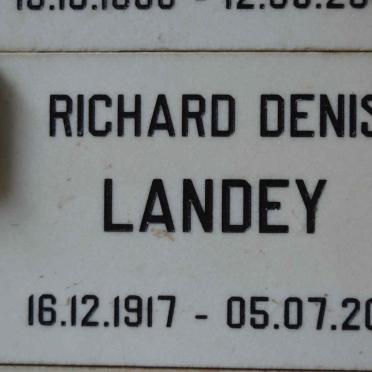 RICHARD DENIS
LANDEY
16.12.1917 - 05.07.20